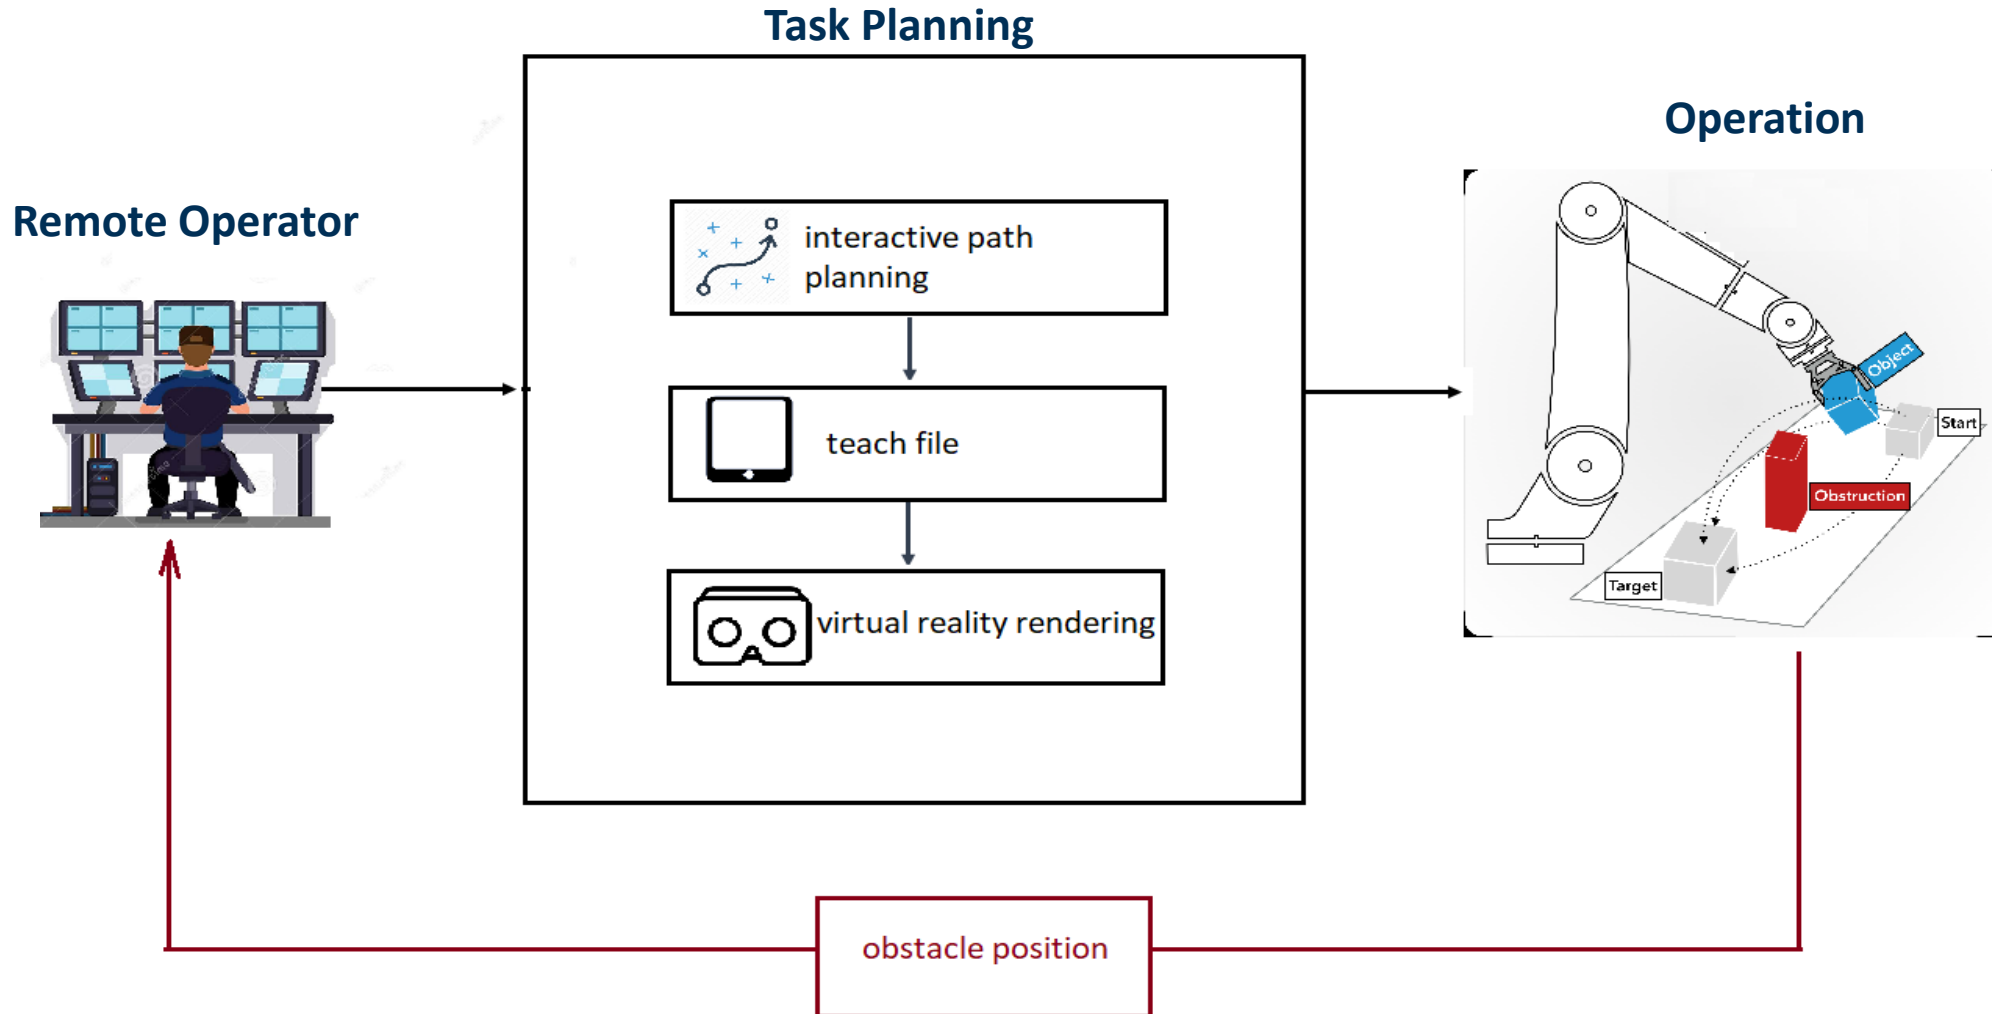 Task Planning
Operation
Remote Operator
interactive path
planning
teach file
virtual reality rendering
Object
Start
Obstruction
Target
obstacle position